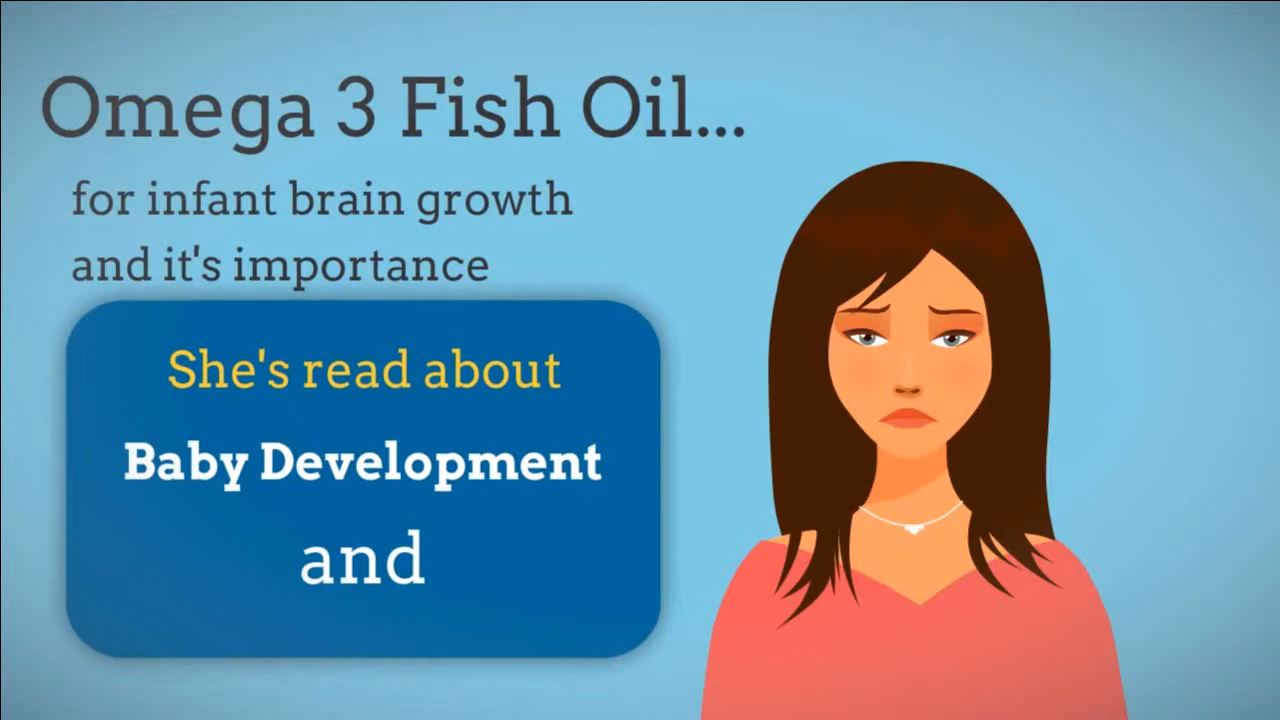 Omega 3 Fish Oil...
for infant brain growth
and it's importance
She's read about
Baby Development
and